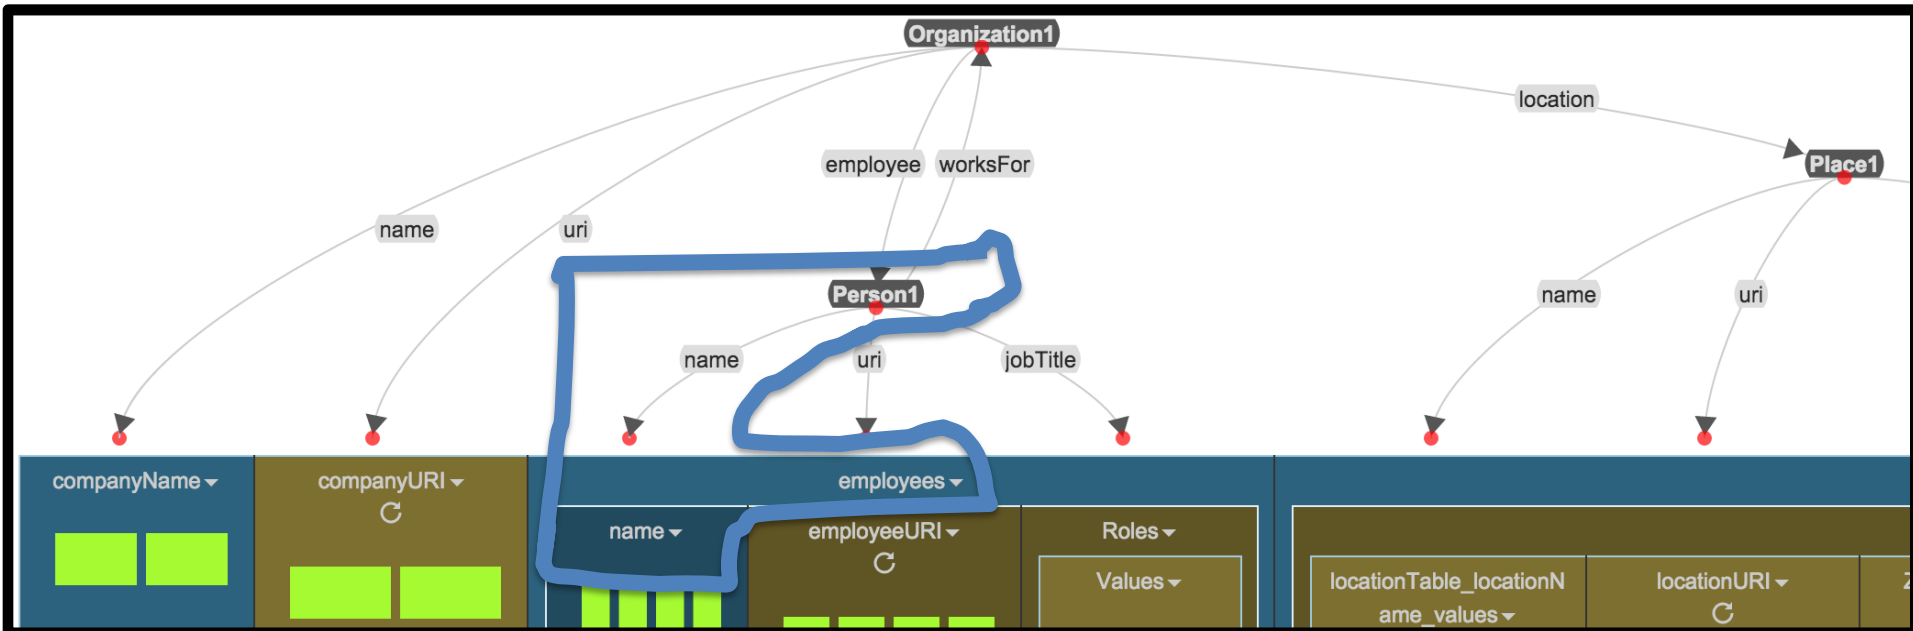 Organization1
location
employee
worksFor
Place1
name
uri
Person1
name
uri
name
uri
jobTitle
companyName
companyURI
employees
name
employeeURI
Roles
Values
locationTable_locationN
ame_values
locationURI